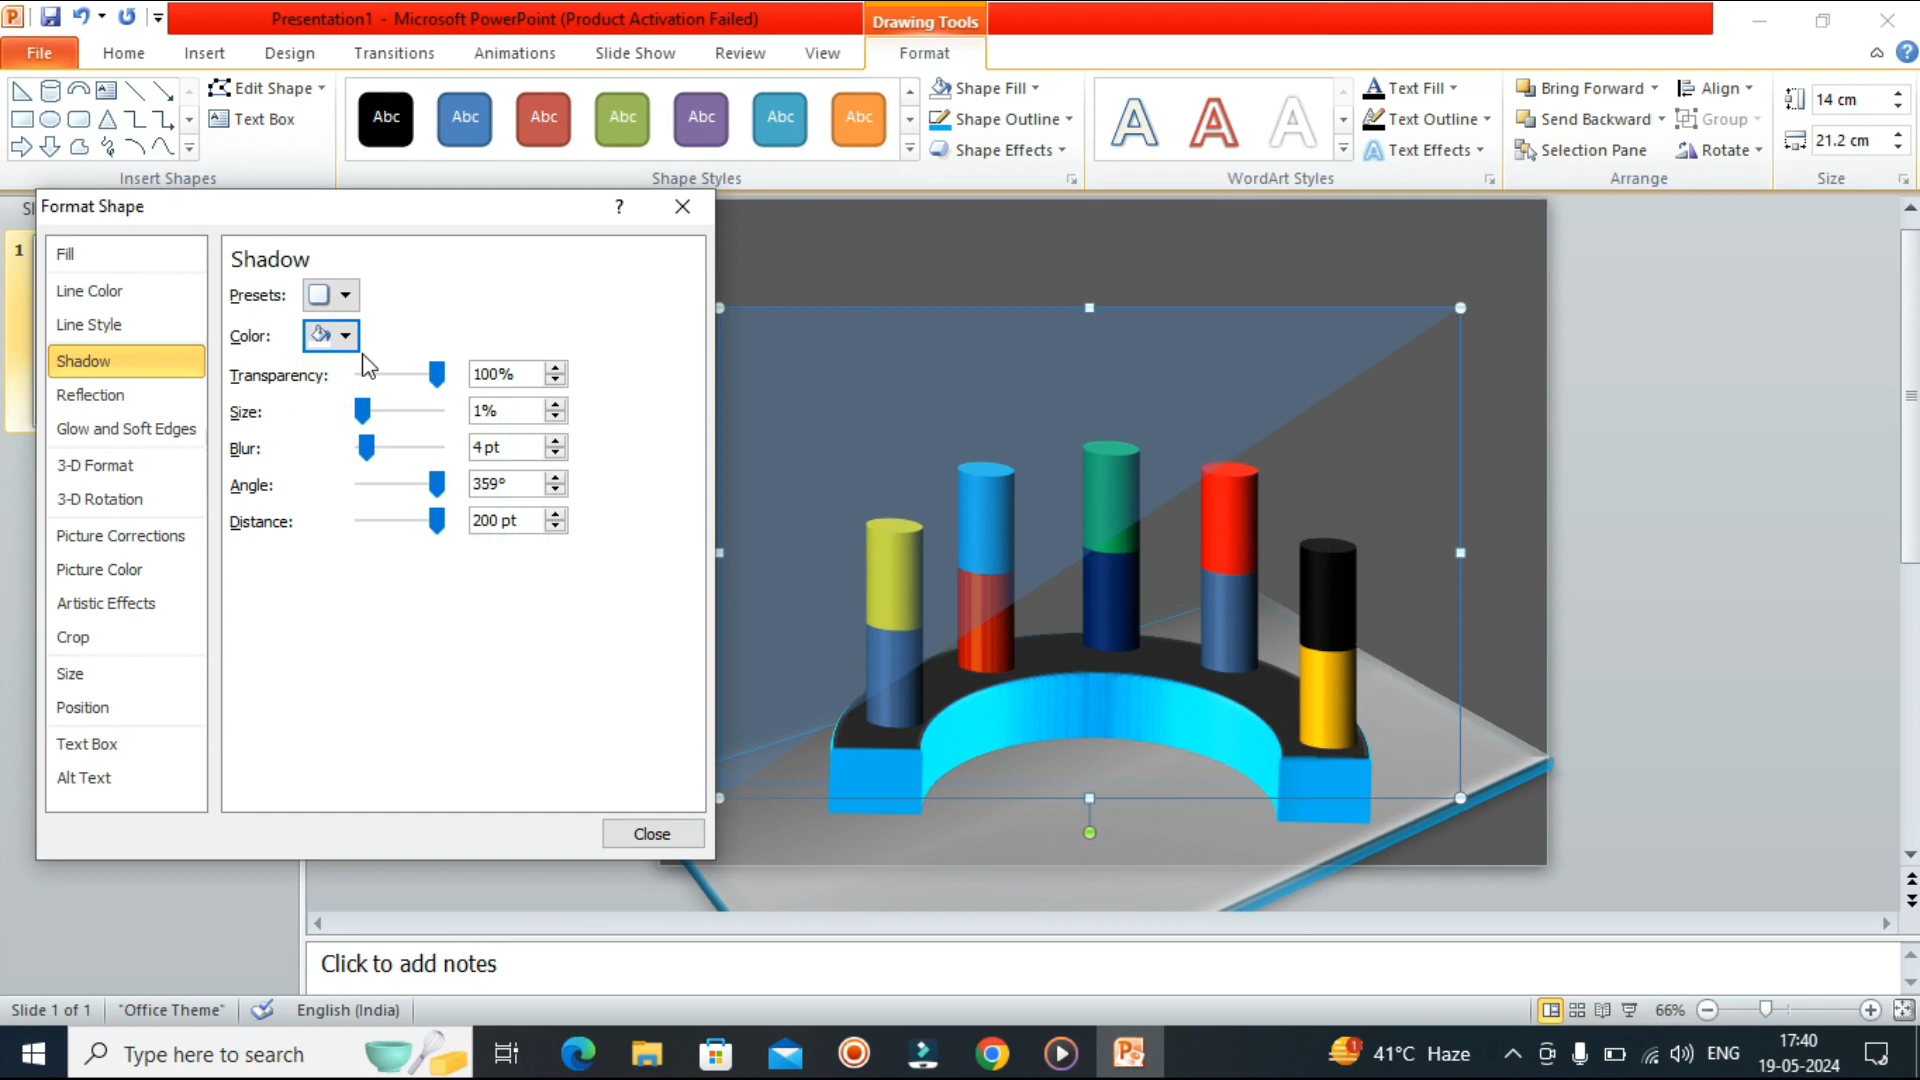 Presentation1 - Microsoft PowerPoint (Product Activation Failed)
Drawing Tools
File Home Insert Design Transitions Animations Slide Show Review View Format
Edit Shape
Text Box
Insert Shapes
Abc Abc Abc Abc Abc Abc Abc
Shape Fill
Shape Outline
Shape Effects
Shape Styles
A A A
Text Fill
Text Outline
Text Effects
WordArt Styles
Bring Forward
Send Backward
Selection Pane
Align
Group
Rotate
Arrange
14 cm
21.2 cm
Size
1
Format Shape
?
Fill
Line Color
Line Style
Shadow
Reflection
Glow and Soft Edges
3-D Format
3-D Rotation
Picture Corrections
Picture Color
Artistic Effects
Crop
Size
Position
Text Box
Alt Text
Shadow
Presets:
Color:
Transparency: 100%
Size: 1%
Blur: 4 pt
Angle: 359°
Distance: 200 pt
Close
Click to add notes
Slide 1 of 1 "Office Theme" English (India) 66%
Type here to search
1 41°C Haze ENG
17:40
19-05-2024